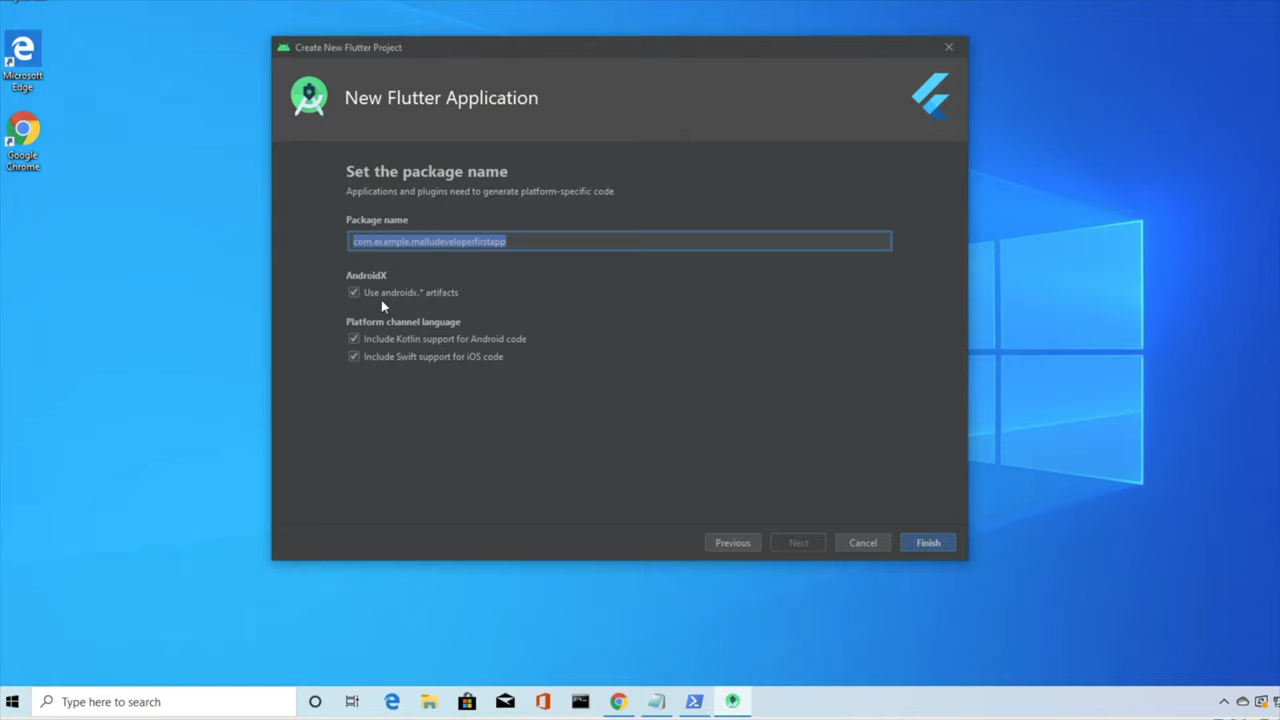 Microsoft
Edge
Google
Chrome
Create New Flutter Project
New Flutter Application
Set the package name
Applications and plugins need to generate platform-specific code
Package name
com.example.malludeveloperfirstapp
AndroidX
Use androidx.* artifacts
Platform channel language
Include Kotlin support for Android code
Include Swift support for iOS code
Previous
Next
Cancel
Finish
Type here to search